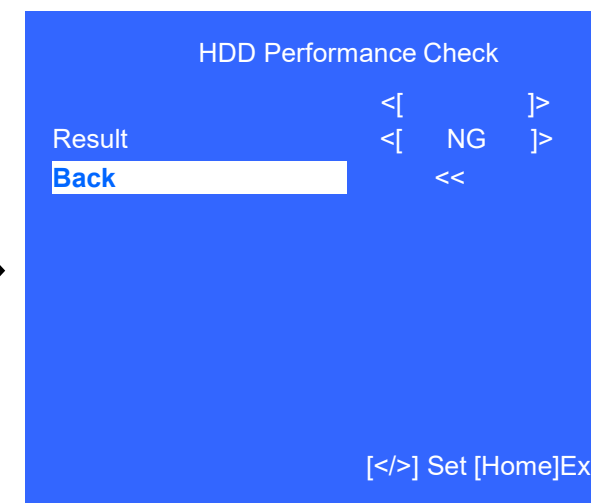 HDD Performance Check
<[ ]>
Result <[ NG ]>
Back <<
[</>] Set [Home]Ex